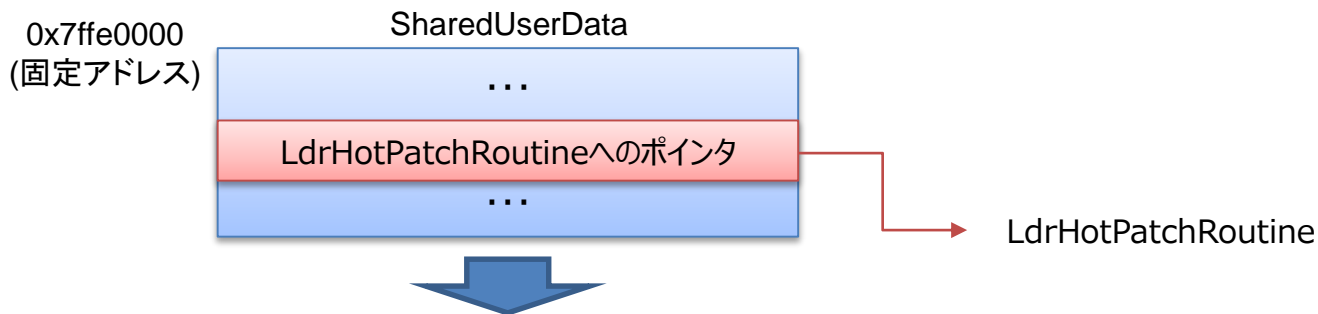 SharedUserData
0x7ffe0000
(固定アドレス)
...
LdrHotPatchRoutineへのポインタ
...
LdrHotPatchRoutine